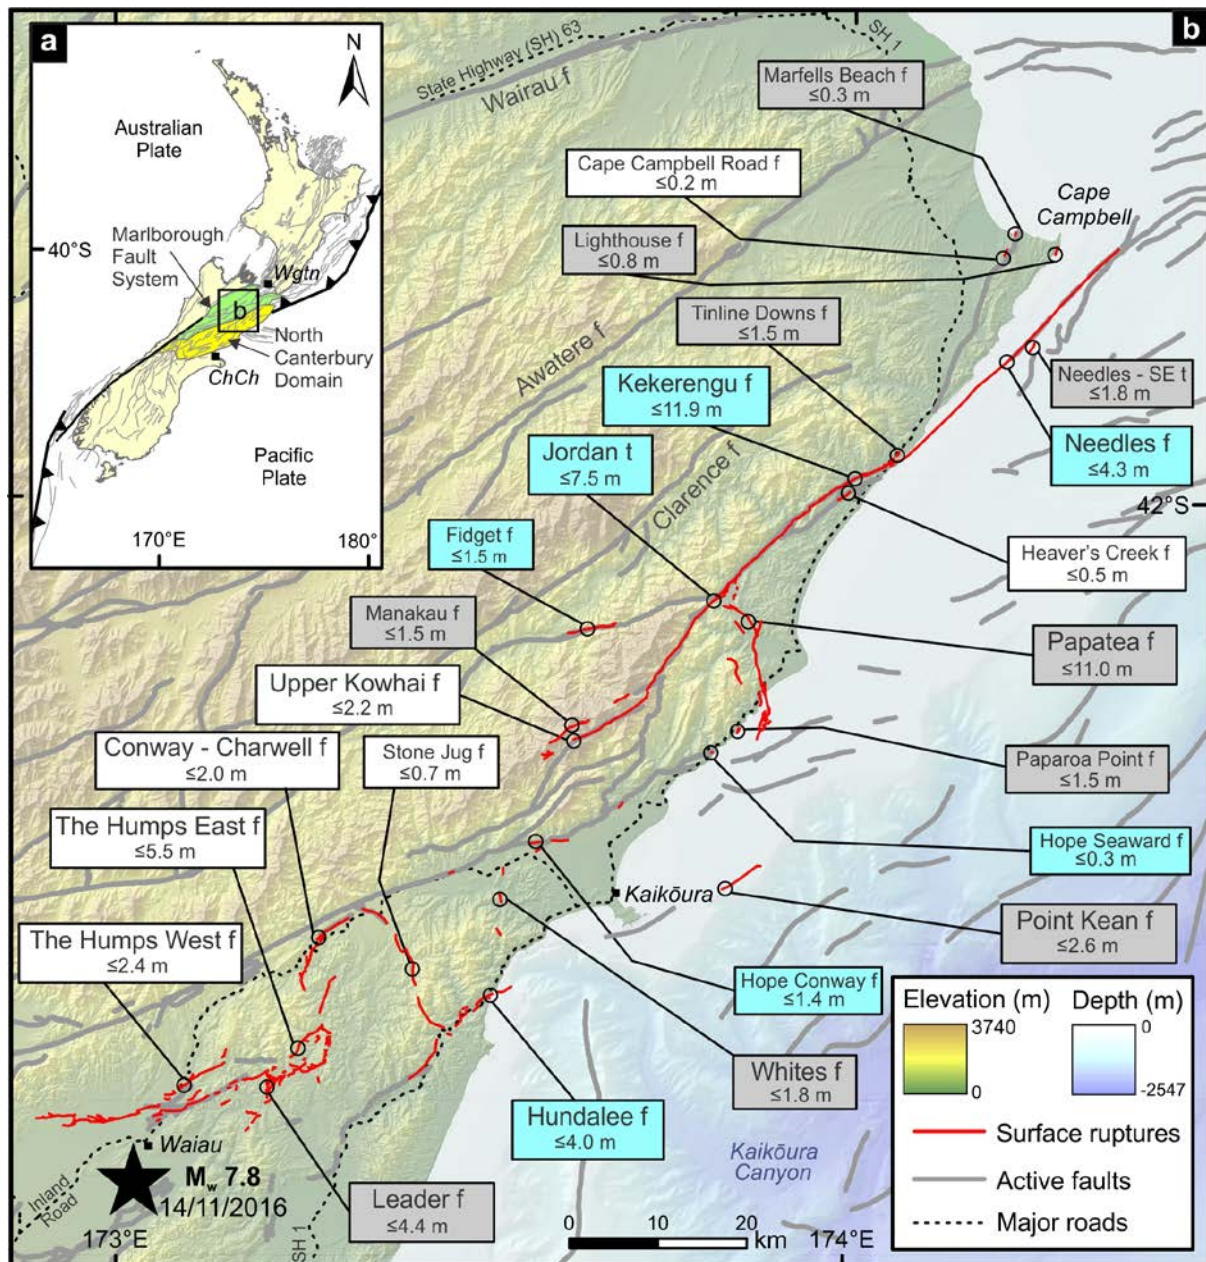 a
N
Australian
Plate
40°S
Marlborough
Fault
System
Wgtn
b
North
Canterbury
Domain
ChCh
Pacific
Plate
170°E
180°
b
State Highway (SH) 63
SH 1
Wairau f
Marfells Beach f
≤0.3 m
Cape Campbell Road f
≤0.2 m
Cape
Campbell
Lighthouse f
≤0.8 m
Tinline Downs f
≤1.5 m
Awatere f
Kekerengu f
≤11.9 m
Needles - SE t
≤1.8 m
Jordan t
≤7.5 m
Needles f
≤4.3 m
Clarence f
42°S
Fidget f
≤1.5 m
Heaver's Creek f
≤0.5 m
Manakau f
≤1.5 m
Papatea f
≤11.0 m
Upper Kowhai f
≤2.2 m
Conway - Charwell f
≤2.0 m
Stone Jug f
≤0.7 m
Paparoa Point f
≤1.5 m
The Humps East f
≤5.5 m
Hope Seaward f
≤0.3 m
Kaikōura
Point Kean f
≤2.6 m
The Humps West f
≤2.4 m
Hope Conway f
≤1.4 m
Whites f
≤1.8 m
Hundalee f
≤4.0 m
Waiau
Kaikōura
Canyon
Inland
Road
Mw 7.8
14/11/2016
Leader f
≤4.4 m
SH 1
173°E
0 10 20
km
174°E
Elevation (m)
3740
0
Depth (m)
0
-2547
Surface ruptures
Active faults
Major roads